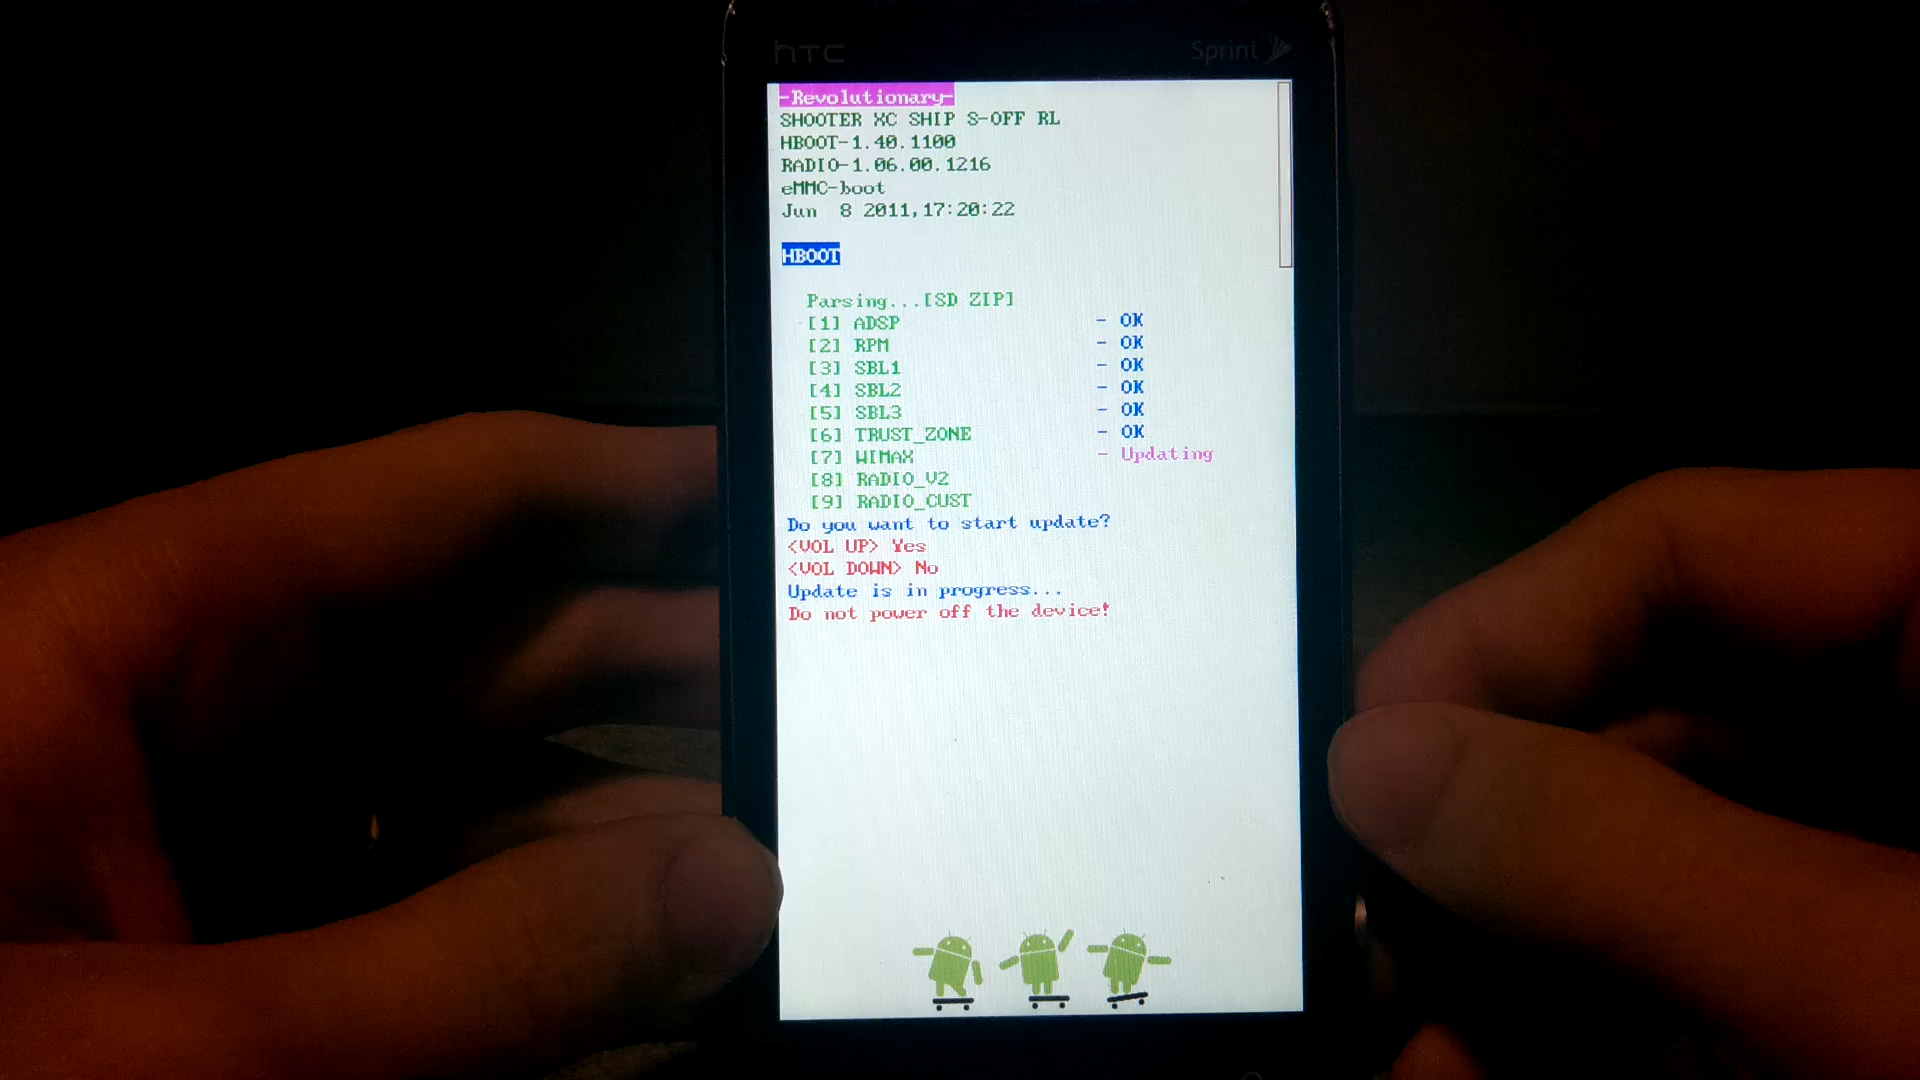 hTC Sprint
-Revolutionary-
SHOOTER XC SHIP S-OFF RL
HBOOT-1.40.1100
RADIO-1.06.00.1216
eMMC-boot
Jun  8 2011,17:20:22
HBOOT
Parsing...[SD ZIP]
[1] ADSP - OK
[2] RPM - OK
[3] SBL1 - OK
[4] SBL2 - OK
[5] SBL3 - OK
[6] TRUST_ZONE - OK
[7] WIMAX - Updating
[8] RADIO_V2
[9] RADIO_CUST
Do you want to start update?
<VOL UP> Yes
<VOL DOWN> No
Update is in progress...
Do not power off the device!